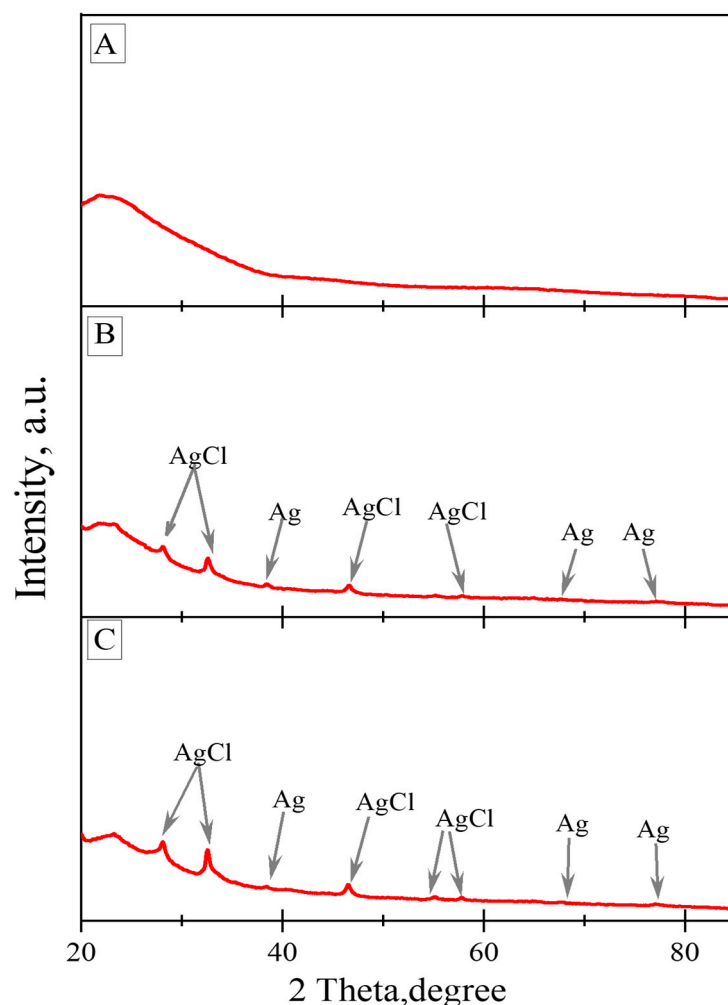 A
B
AgCl
Ag
AgCl
AgCl
Ag
Ag
C
AgCl
Ag
AgCl
AgCl
Ag
Ag
20
40
60
80
2 Theta,degree
Intensity, a.u.